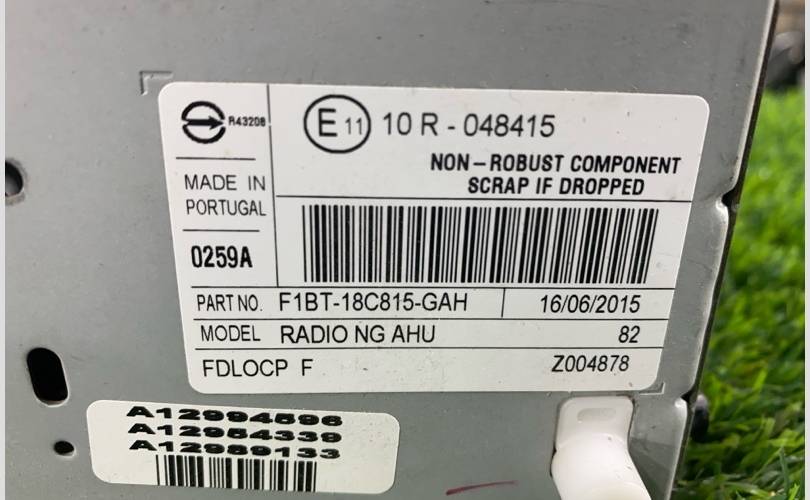 R43208
E 11 10 R - 048415
NON-ROBUST COMPONENT
SCRAP IF DROPPED
MADE IN
PORTUGAL
0259A
PART NO. F1BT-18C815-GAH 16/06/2015
MODEL RADIO NG AHU 82
FDLOCP F Z004878
A12994596
A12954339
A12989133